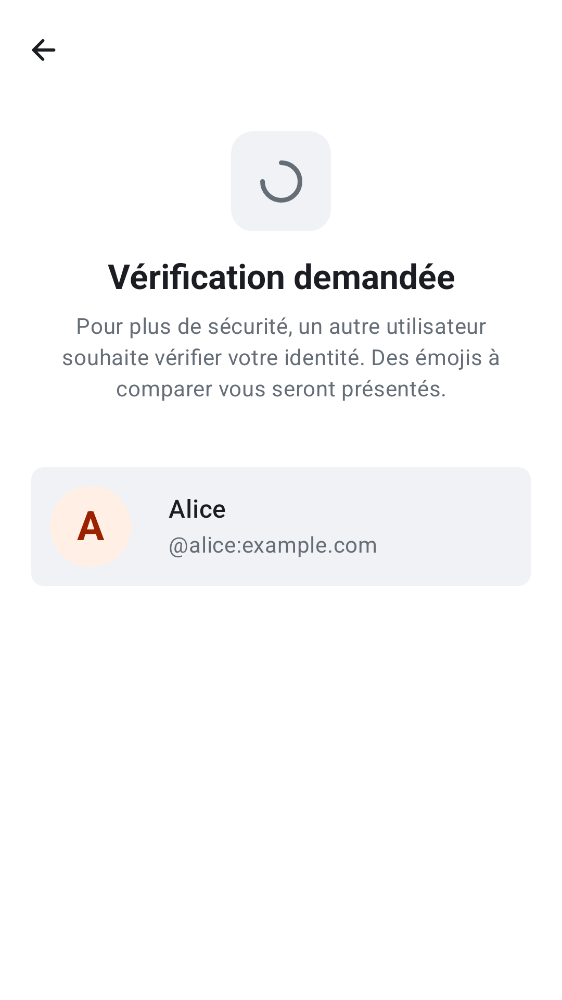 Vérification demandée
Pour plus de sécurité, un autre utilisateur
souhaite vérifier votre identité. Des émojis à
comparer vous seront présentés.
A
Alice
@alice:example.com